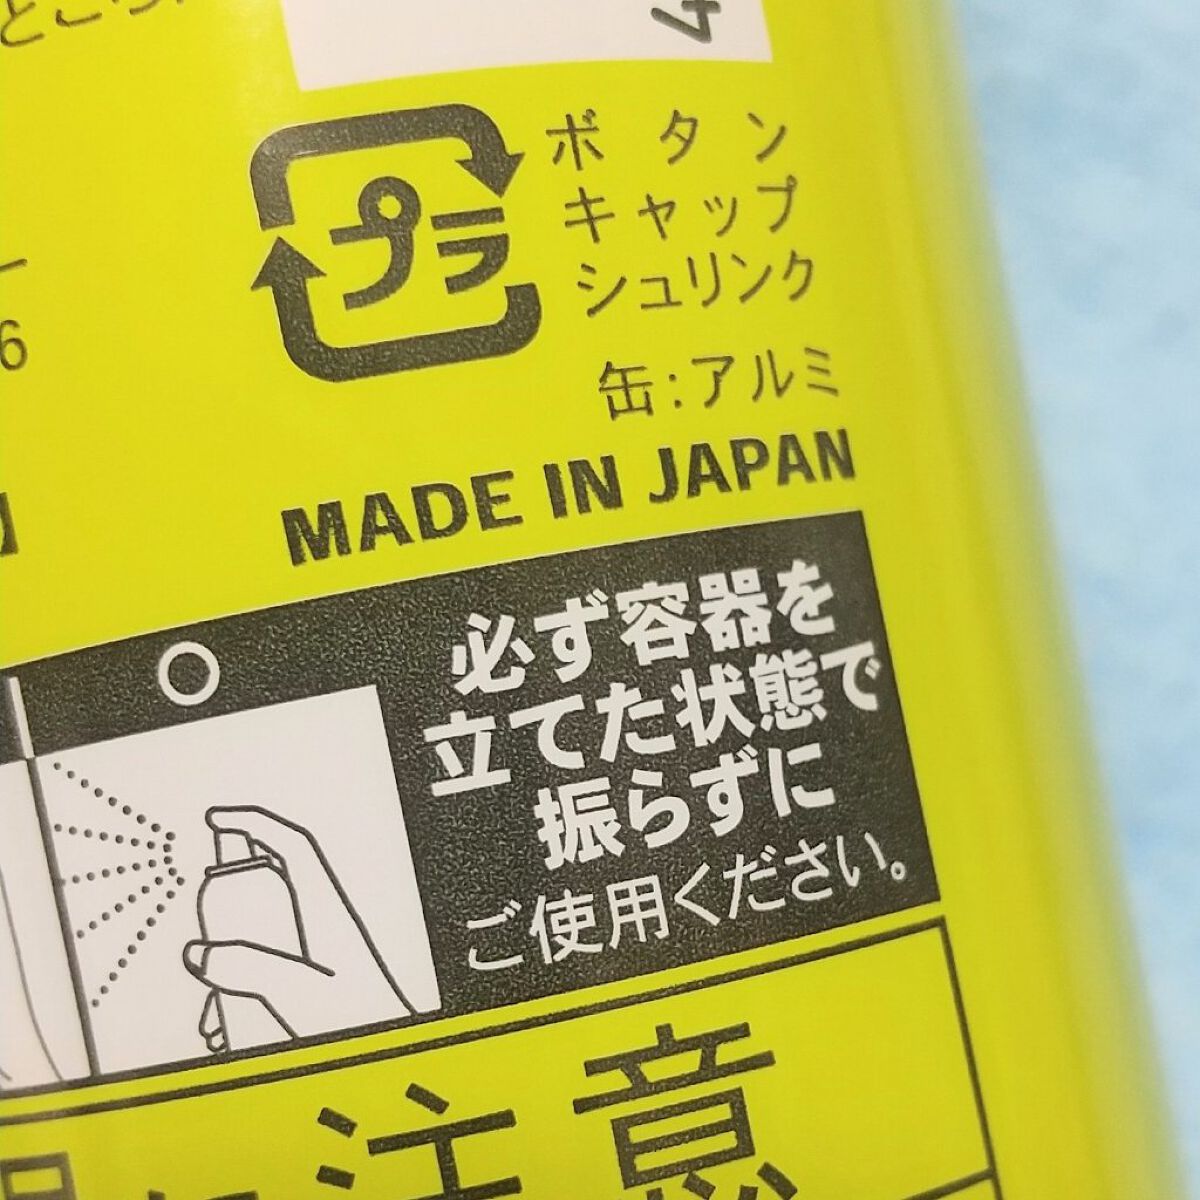 プラ
ボタン
キャップ
シュリンク
缶:アルミ
MADE IN JAPAN
6
必ず容器を
立てた状態で
振らずに
ご使用ください。
注意